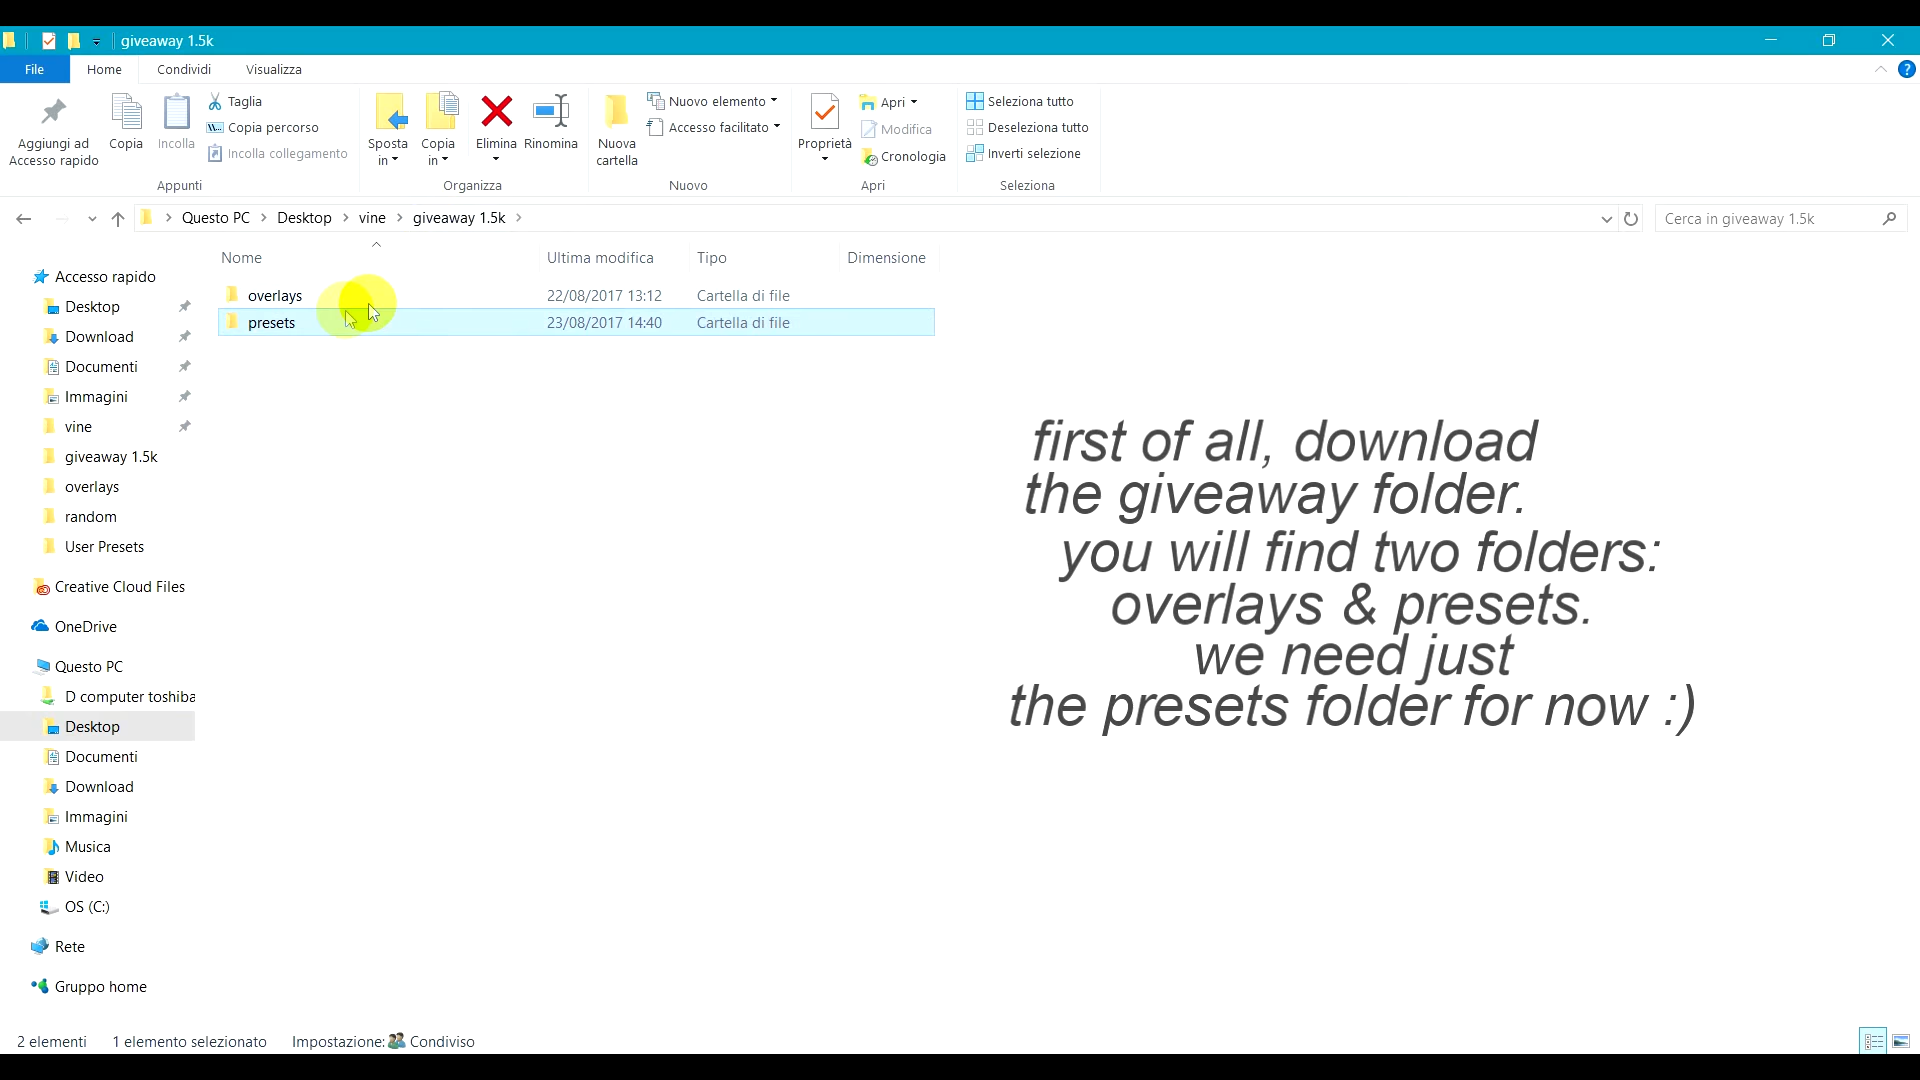 giveaway 1.5k
File Home Condividi Visualizza
Aggiungi ad Accesso rapido
Copia
Incolla
Taglia
Copia percorso
Incolla collegamento
Appunti
Sposta in
Copia in
Elimina
Rinomina
Organizza
Nuova cartella
Nuovo elemento
Accesso facilitato
Nuovo
Proprietà
Apri
Modifica
Cronologia
Apri
Seleziona tutto
Deseleziona tutto
Inverti selezione
Seleziona
Questo PC > Desktop > vine > giveaway 1.5k >
Cerca in giveaway 1.5k
Nome Ultima modifica Tipo Dimensione
overlays 22/08/2017 13:12 Cartella di file
presets 23/08/2017 14:40 Cartella di file
Accesso rapido
Desktop
Download
Documenti
Immagini
vine
giveaway 1.5k
overlays
random
User Presets
Creative Cloud Files
OneDrive
Questo PC
D computer toshiba
Desktop
Documenti
Download
Immagini
Musica
Video
OS (C:)
Rete
Gruppo home
first of all, download
the giveaway folder.
you will find two folders:
overlays & presets.
we need just
the presets folder for now :)
2 elementi 1 elemento selezionato Impostazione: Condiviso